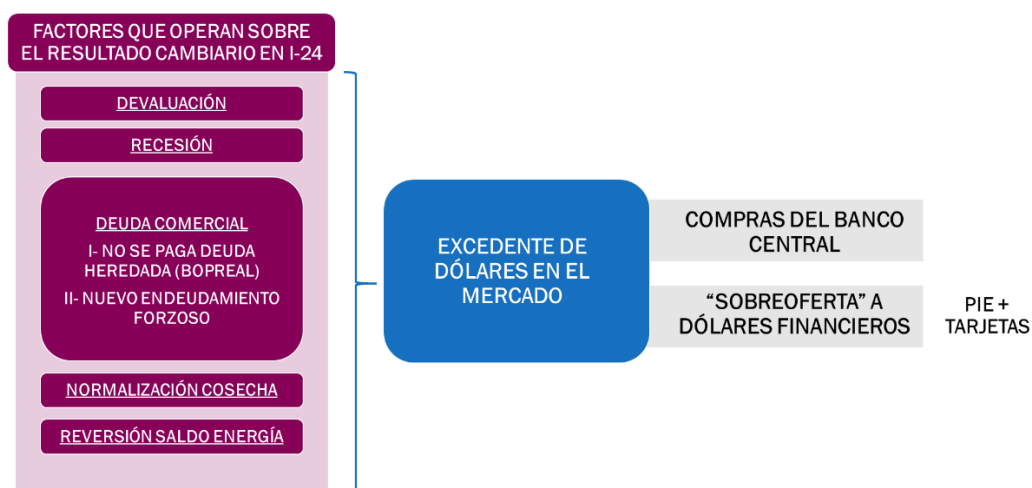 FACTORES QUE OPERAN SOBRE
EL RESULTADO CAMBIARIO EN I-24
DEVALUACIÓN
RECESIÓN
DEUDA COMERCIAL
I- NO SE PAGA DEUDA
HEREDADA (BOPREAL)
II- NUEVO ENDEUDAMIENTO
FORZOSO
NORMALIZACIÓN COSECHA
REVERSIÓN SALDO ENERGÍA
EXCEDENTE DE
DÓLARES EN EL
MERCADO
COMPRAS DEL BANCO
CENTRAL
“SOBREOFERTA” A
DÓLARES FINANCIEROS
PIE +
TARJETAS